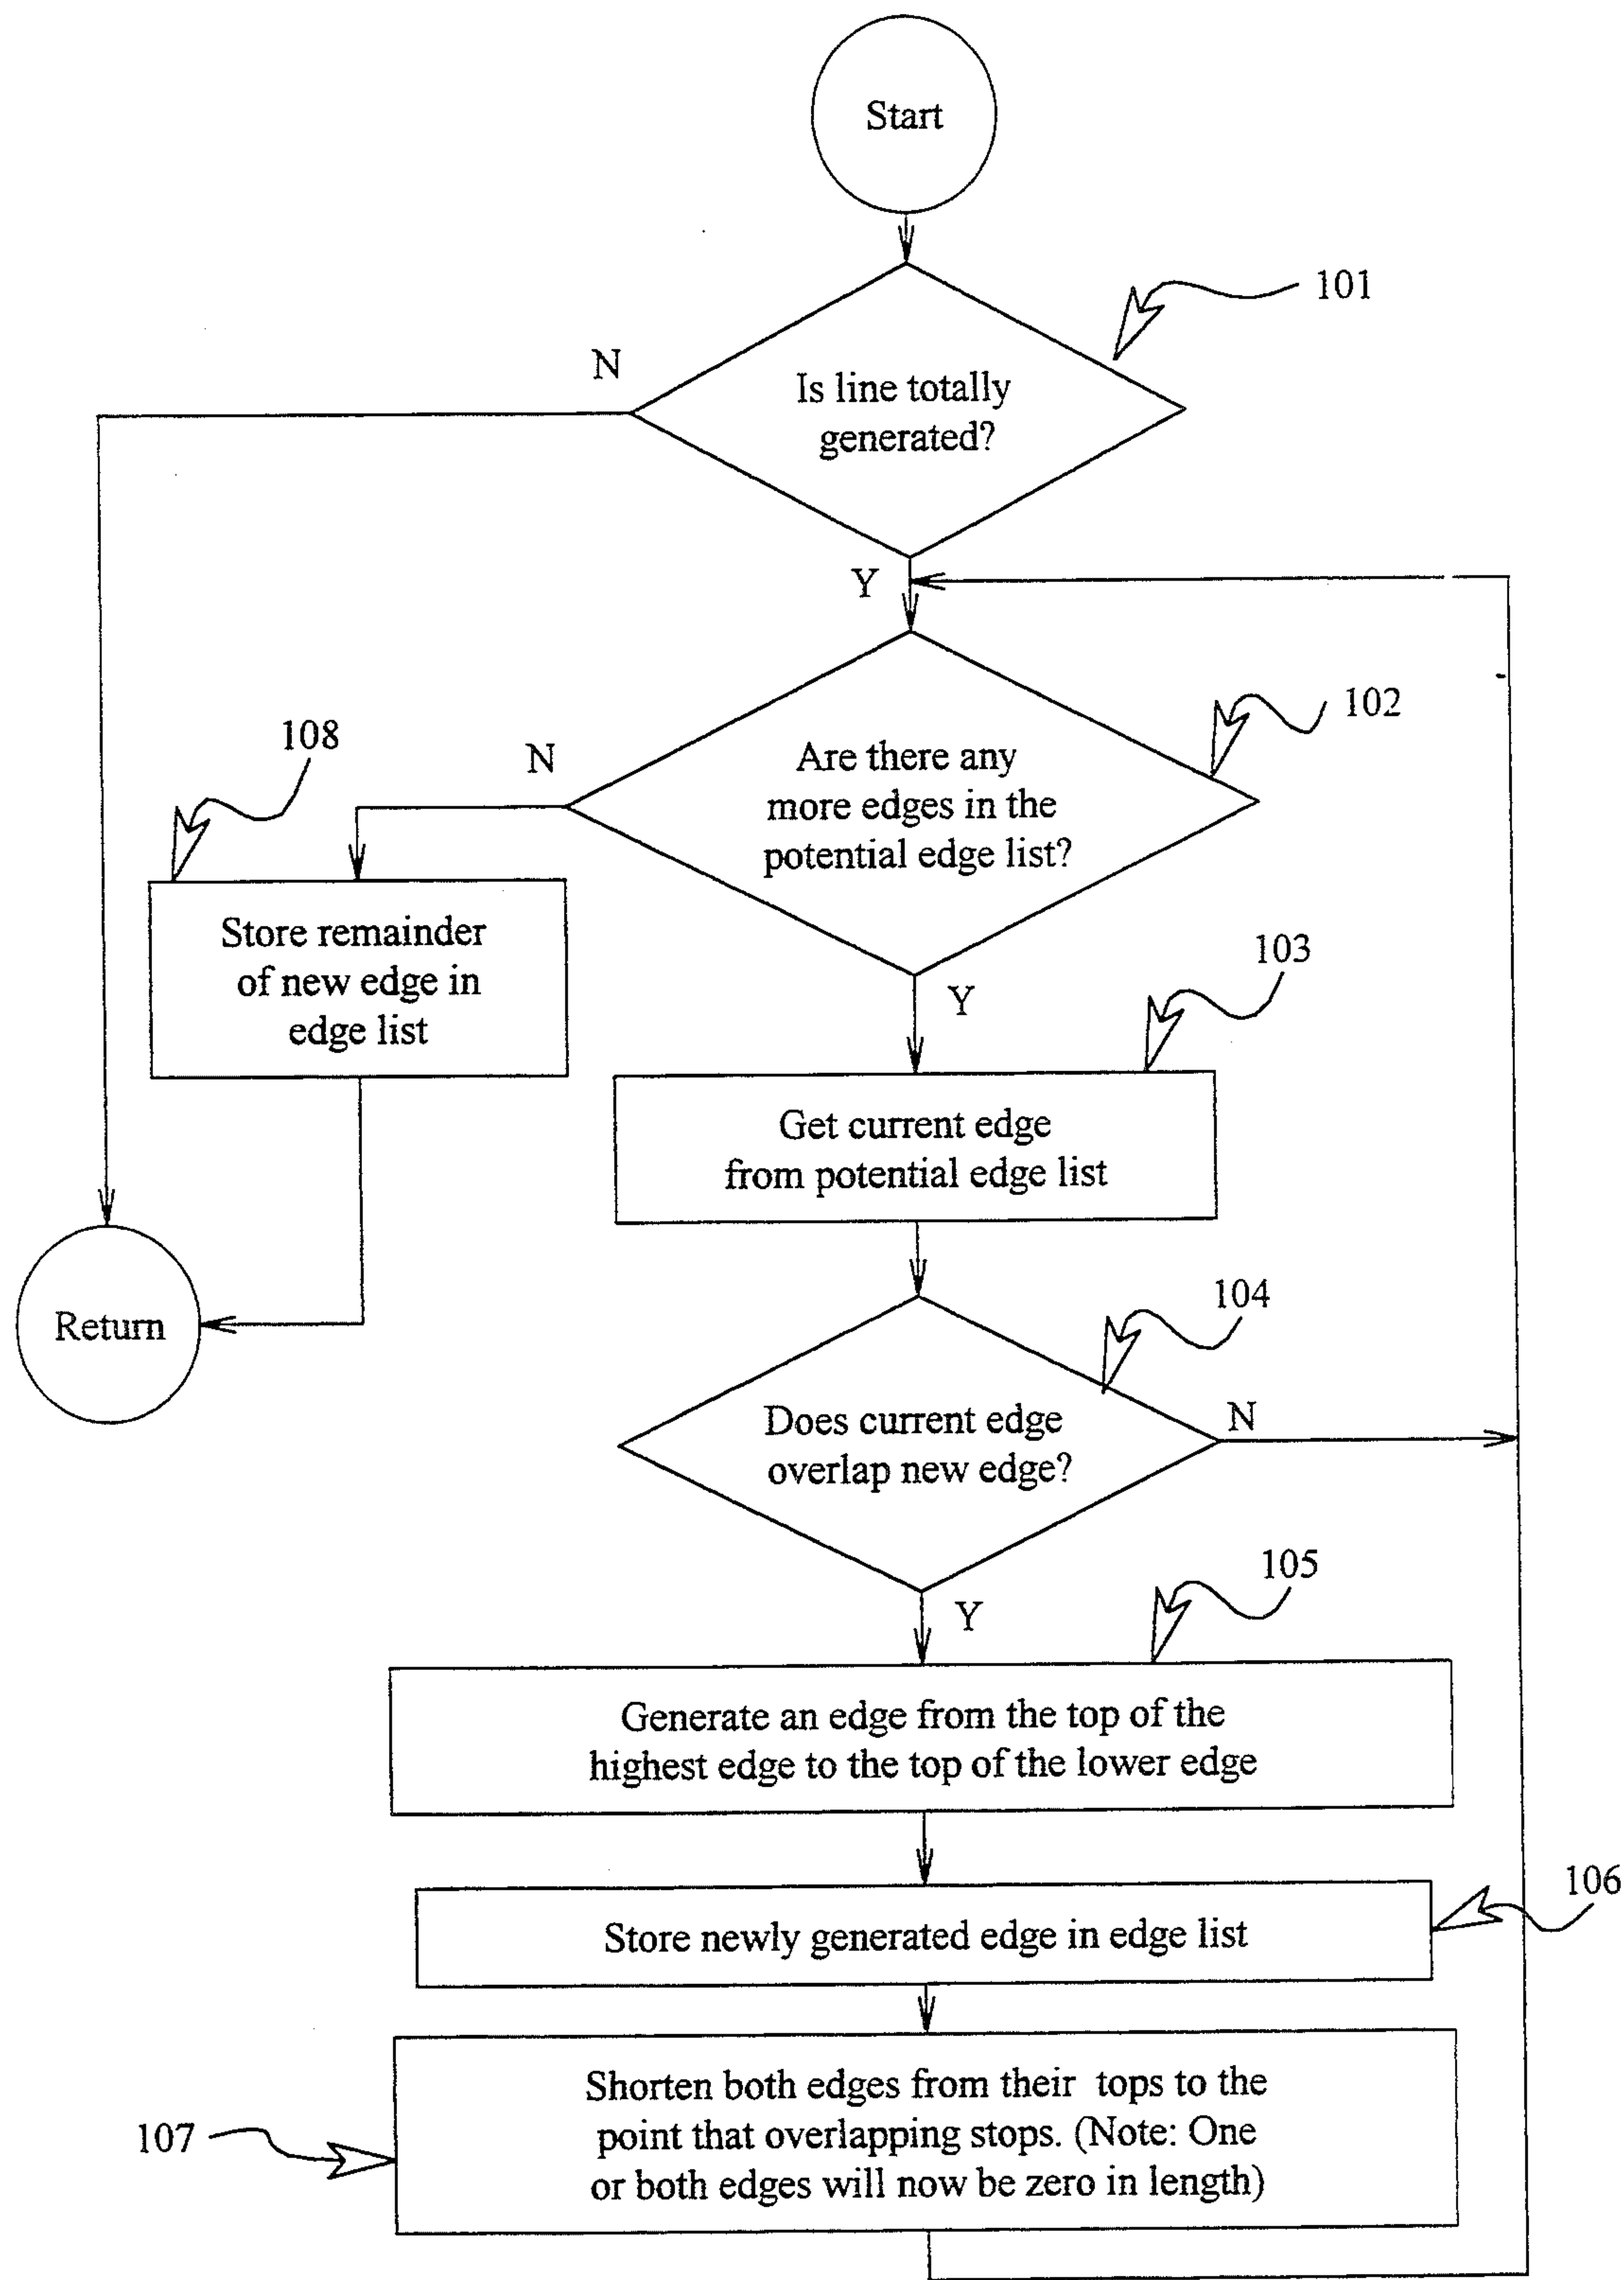 Start
101
N
Is line totally
generated?
Y
102
108
N
Are there any
more edges in the
potential edge list?
Store remainder
of new edge in
edge list
103
Y
Get current edge
from potential edge list
104
Return
Does current edge
overlap new edge?
N
105
Y
Generate an edge from the top of the
highest edge to the top of the lower edge
106
Store newly generated edge in edge list
107
Shorten both edges from their tops to the
point that overlapping stops. (Note: One
or both edges will now be zero in length)